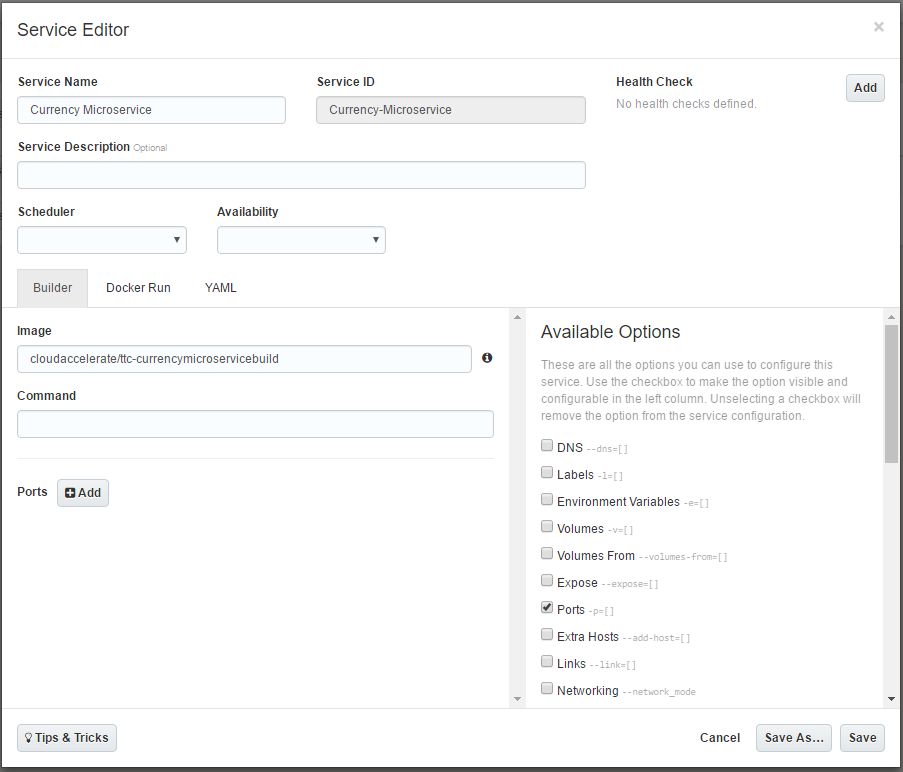 Service Editor
×
Service Name
Service ID
Health Check
Add
Currency Microservice
Currency-Microservice
No health checks defined.
Service Description Optional
Scheduler
Availability
Builder
Docker Run
YAML
Image
cloudaccelerate/ttc-currencymicroservicebuild
Command
Ports
Add
Available Options
These are all the options you can use to configure this
service. Use the checkbox to make the option visible and
configurable in the left column. Unselecting a checkbox will
remove the option from the service configuration.
DNS --dns=[]
Labels -l=[]
Environment Variables -e=[]
Volumes -v=[]
Volumes From --volumes-from=[]
Expose --expose=[]
Ports -p=[]
Extra Hosts --add-host=[]
Links --link=[]
Networking --network_mode
Tips & Tricks
Cancel
Save As...
Save